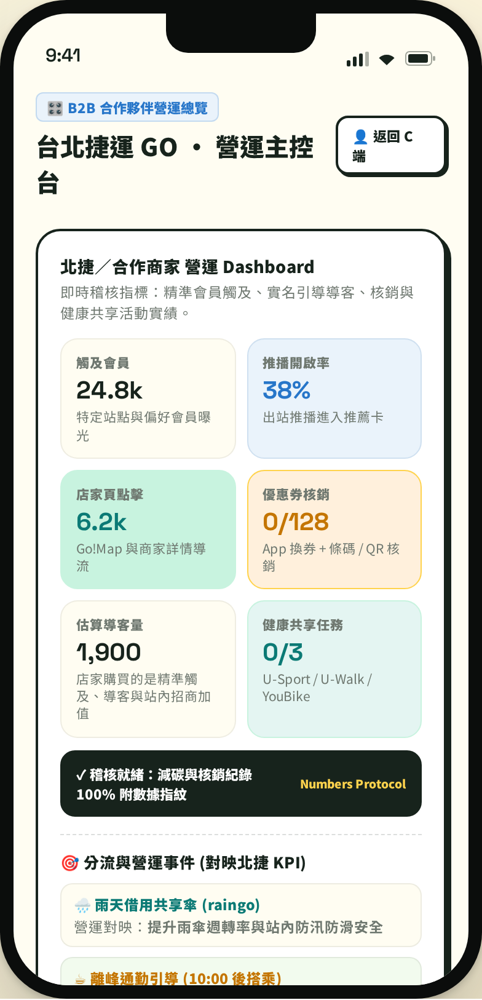 9:41
B2B 合作夥伴營運總覽
台北捷運 GO · 營運主控
台
返回 C
端
北捷／合作商家 營運 Dashboard
即時稽核指標：精準會員觸及、實名引導導客、核銷與
健康共享活動實績。
觸及會員
24.8k
特定站點與偏好會員曝
光
推播開啟率
38%
出站推播進入推薦卡
店家頁點擊
6.2k
Go!Map 與商家詳情導
流
優惠券核銷
0/128
App 換券 + 條碼 / QR 核
銷
估算導客量
1,900
店家購買的是精準觸
及、導客與站內招商加
值
健康共享任務
0/3
U-Sport / U-Walk /
YouBike
✓ 稽核就緒：減碳與核銷紀錄
100% 附數據指紋
Numbers Protocol
分流與營運事件 (對映北捷 KPI)
雨天借用共享傘 (raingo)
營運對映：提升雨傘週轉率與站內防汛防滑安全
離峰通勤引導 (10:00 後搭乘)